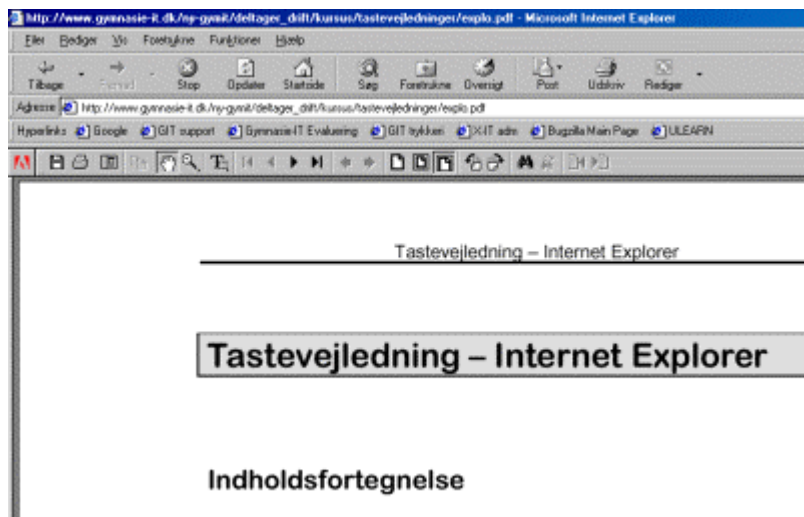 http://www.gymnasie-it.dk/ny-gymit/deltager_drift/kursus/tastevejledninger/explo.pdf - Microsoft Internet Explorer
Filer Rediger Vis Foretrukne Funktioner Hjælp
Tilbage Fremad Stop Opdater Startside Søg Foretrukne Oversigt Post Udskriv Rediger
Adresse http://www.gymnasie-it.dk/ny-gymit/deltager_drift/kursus/tastevejledninger/explo.pdf
Hyperlinks Google GIT support Gymnasie-IT Evaluering GIT trykkeri X-IT adm Bugzilla Main Page ULEARN
Tastevejledning – Internet Explorer
Tastevejledning – Internet Explorer
Indholdsfortegnelse